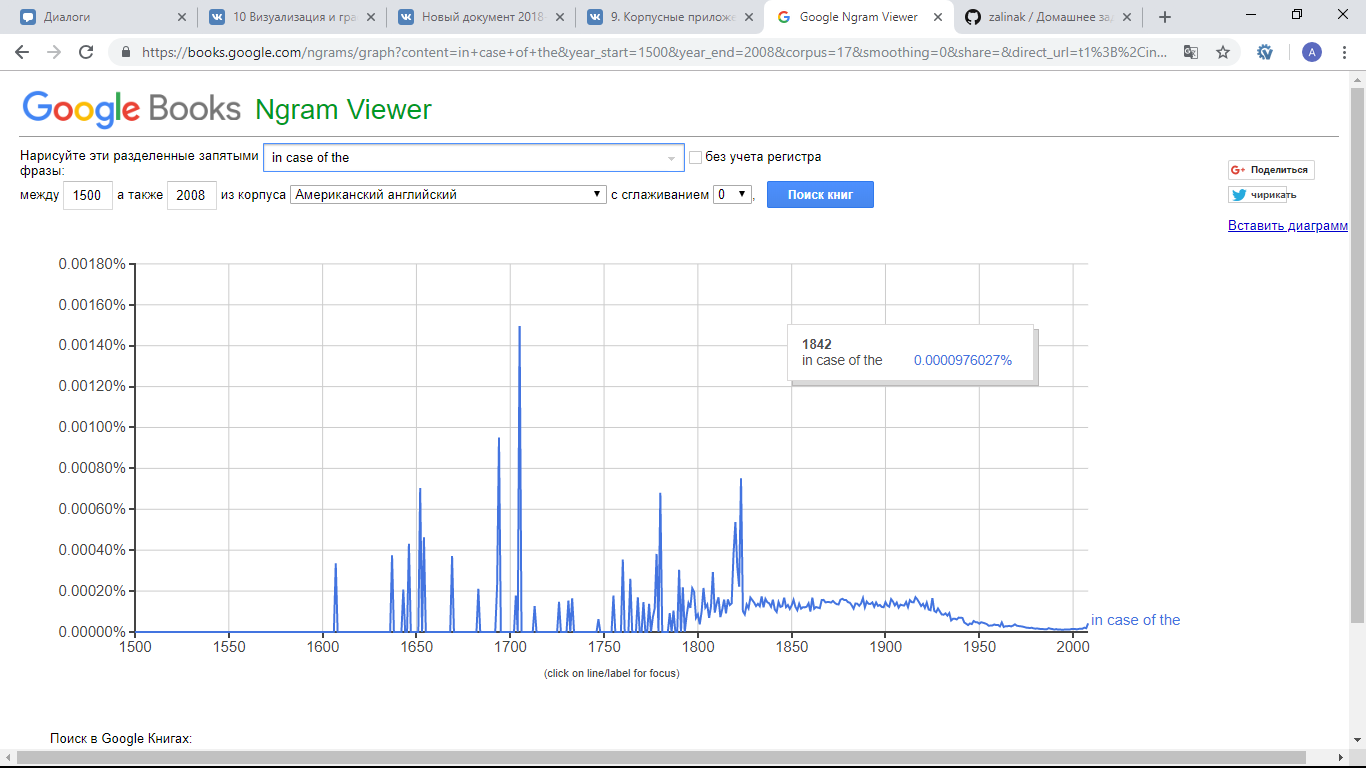 Диалоги
10 Визуализация и гра
Новый документ 2018-
9. Корпусные приложе
Google Ngram Viewer
zalinak / Домашнее за
https://books.google.com/ngrams/graph?content=in+case+of+the&year_start=1500&year_end=2008&corpus=17&smoothing=0&share=&direct_url=t1%3B%2Cin...
A
Google Books Ngram Viewer
Нарисуйте эти разделенные запятыми фразы:
in case of the
без учета регистра
между 1500 а также 2008 из корпуса Американский английский с сглаживанием 0 , Поиск книг
G+ Поделиться
чирикать
Вставить диаграмм
0.00180%
0.00160%
0.00140%
0.00120%
0.00100%
0.00080%
0.00060%
0.00040%
0.00020%
0.00000%
1842
in case of the 0.0000976027%
in case of the
1500 1550 1600 1650 1700 1750 1800 1850 1900 1950 2000
(click on line/label for focus)
Поиск в Google Книгах: